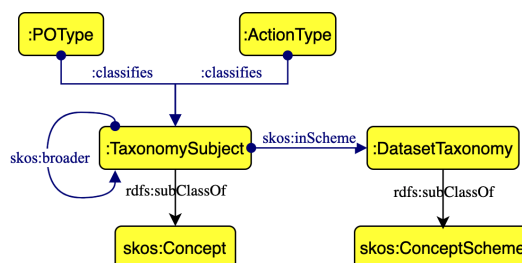 :POType
:ActionType
:classifies
:classifies
:TaxonomySubject
skos:inScheme
:DatasetTaxonomy
skos:broader
rdfs:subClassOf
rdfs:subClassOf
skos:Concept
skos:ConceptScheme